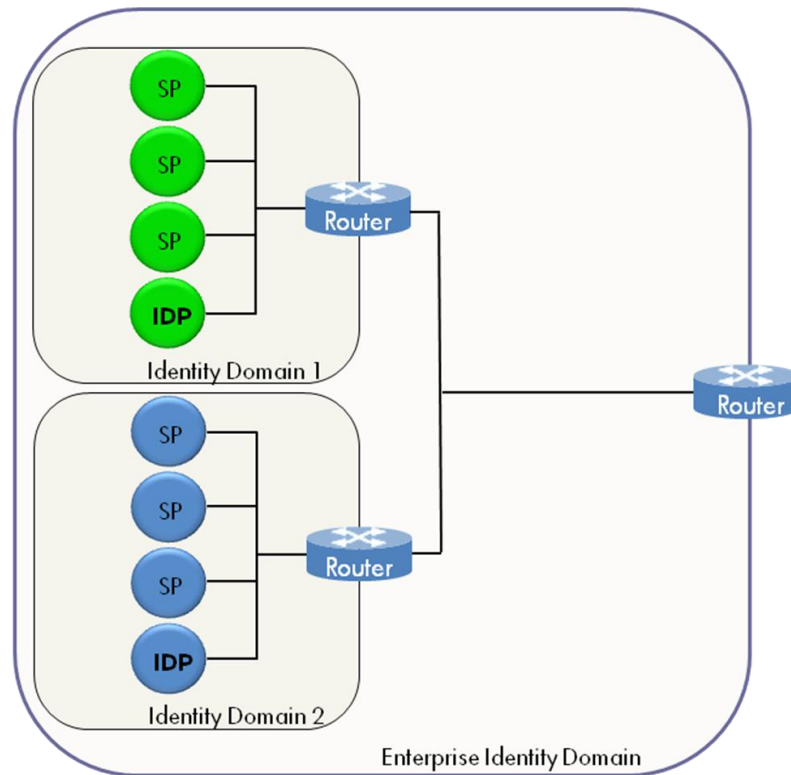 SP
SP
SP
IDP
Router
Identity Domain 1
Router
SP
SP
SP
IDP
Router
Identity Domain 2
Enterprise Identity Domain